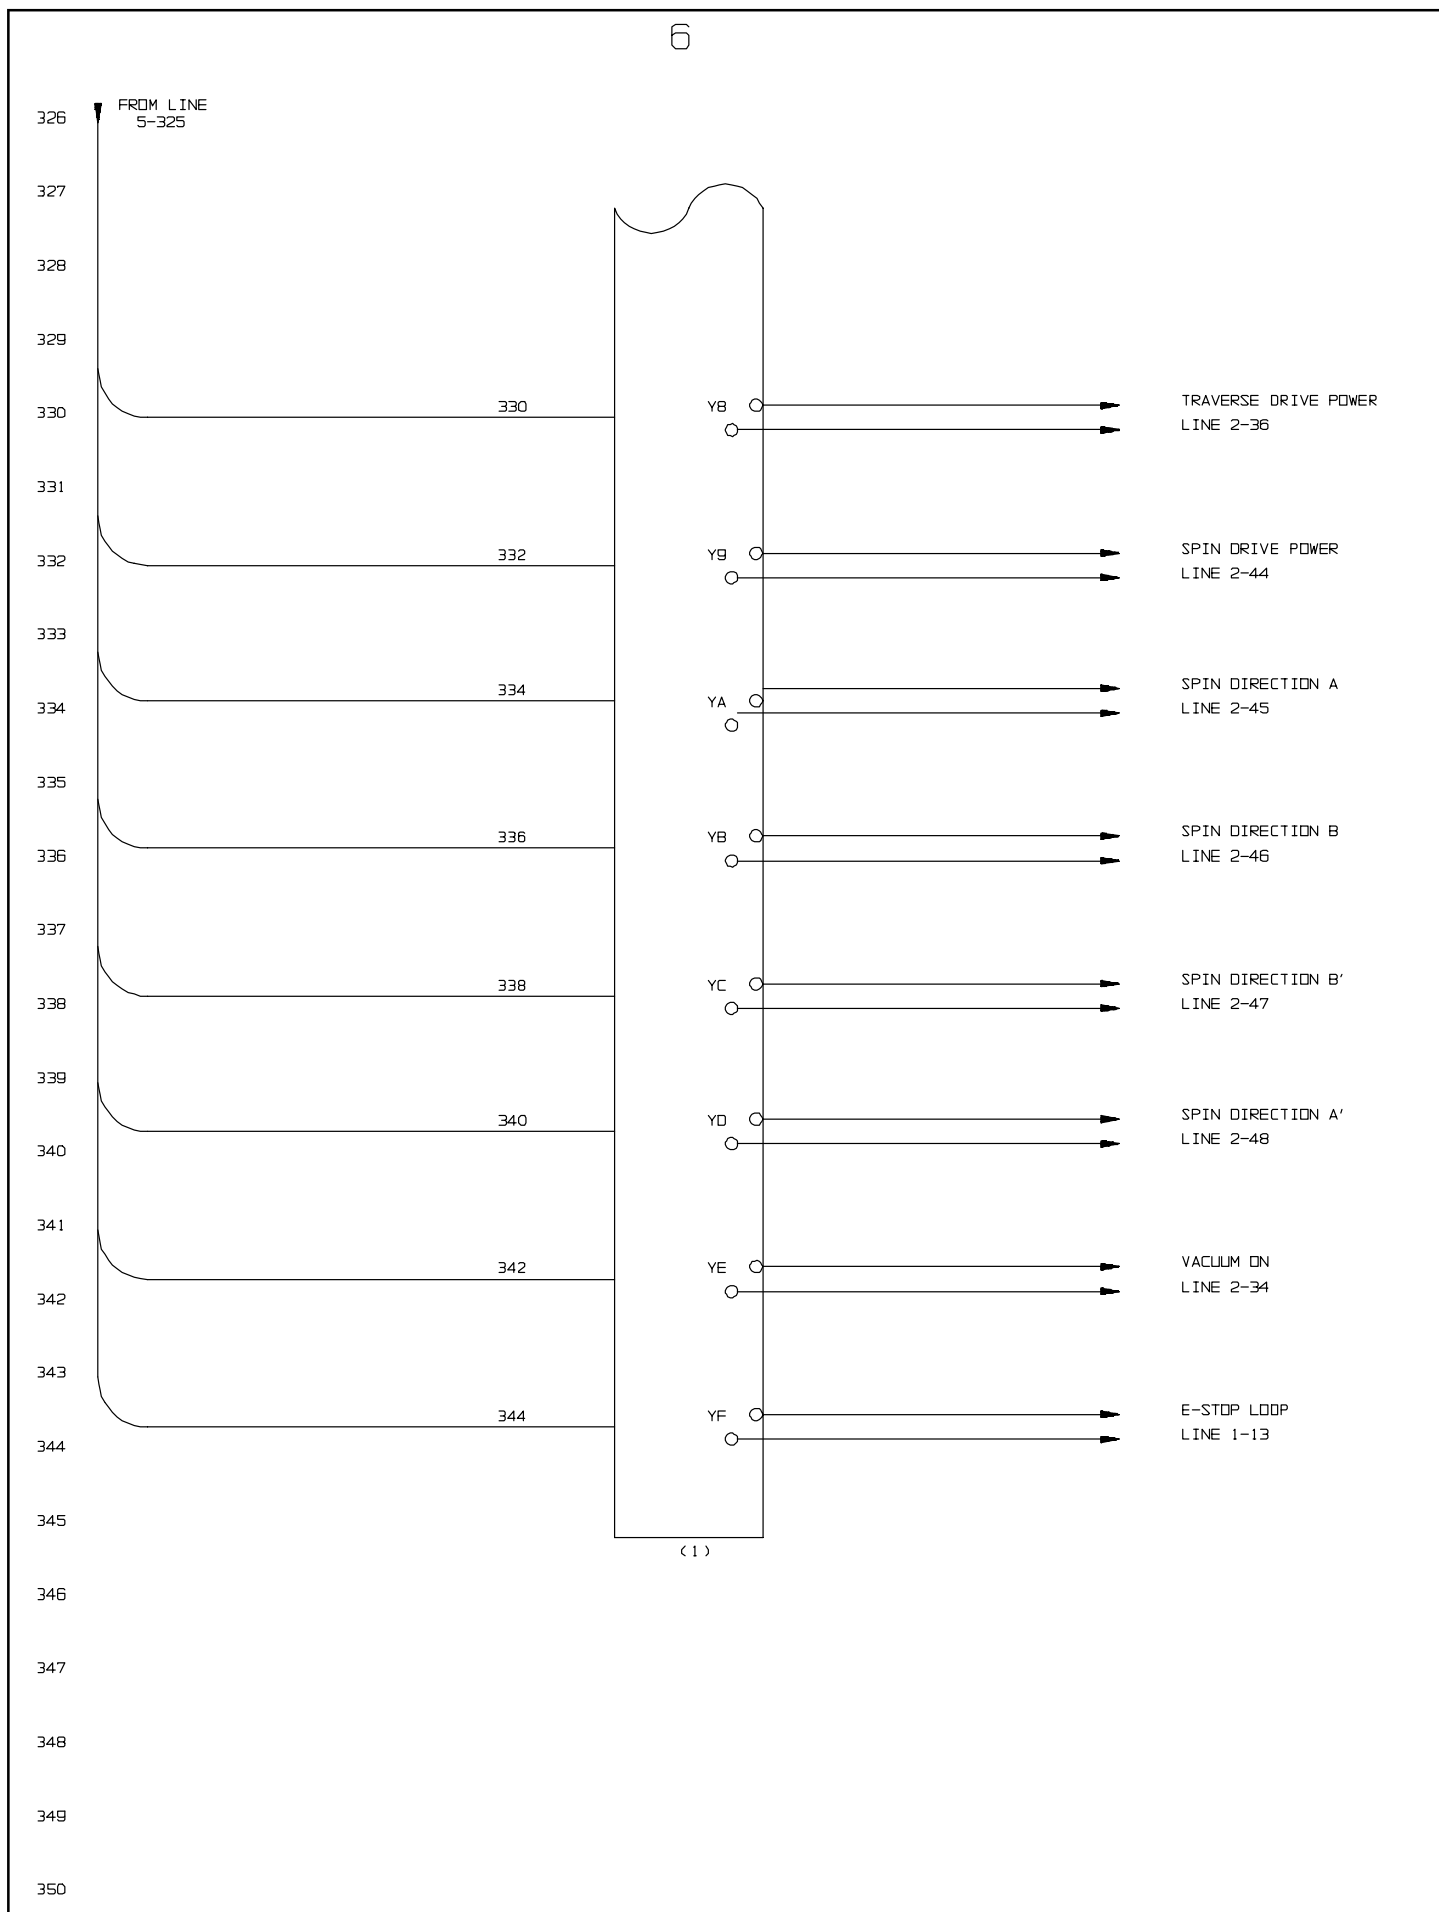 6
FROM LINE
326
5-325
327
328
329
330 330 Y8 TRAVERSE DRIVE POWER
LINE 2-36
331
332 332 Y9 SPIN DRIVE POWER
LINE 2-44
333
334 334 YA SPIN DIRECTION A
LINE 2-45
335
336 336 YB SPIN DIRECTION B
LINE 2-46
337
338 338 YC SPIN DIRECTION B'
LINE 2-47
339
340 340 YD SPIN DIRECTION A'
LINE 2-48
341
342 342 YE VACUUM ON
LINE 2-34
343
344 344 YF E-STOP LOOP
LINE 1-13
345
(1)
346
347
348
349
350